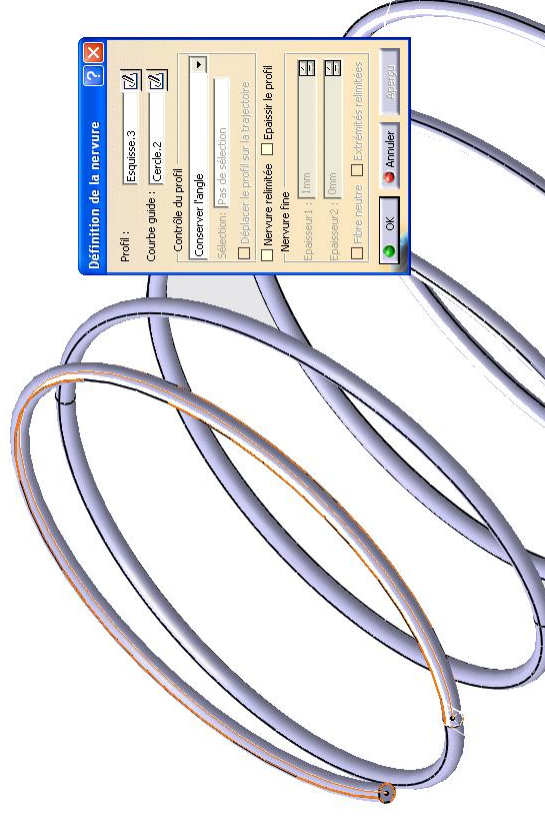 Définition de la nervure
Profil : Esquisse.3
Courbe guide : Cercle.2
Contrôle du profil
Conserver l'angle
Sélection: Pas de sélection
Déplacer le profil sur la trajectoire
Nervure relimitée Epaissir le profil
Nervure fine
Epaisseur1 : 1mm
Epaisseur2 : 0mm
Fibre neutre Extrémités relimitées
OK Annuler Aperçu